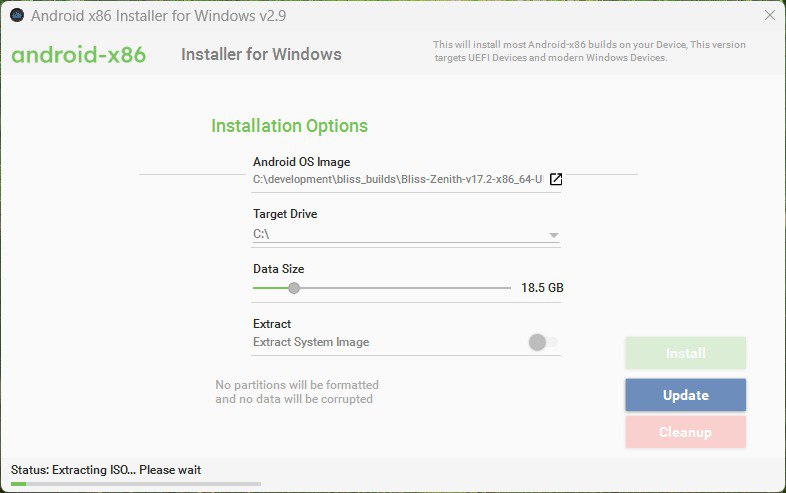 Android x86 Installer for Windows v2.9
android-x86
Installer for Windows
This will install most Android-x86 builds on your Device, This version
targets UEFI Devices and modern Windows Devices.
Installation Options
Android OS Image
C:\development\bliss_builds\Bliss-Zenith-v17.2-x86_64-U
Target Drive
C:\
Data Size
18.5 GB
Extract
Extract System Image
Install
No partitions will be formatted
and no data will be corrupted
Update
Cleanup
Status: Extracting ISO... Please wait